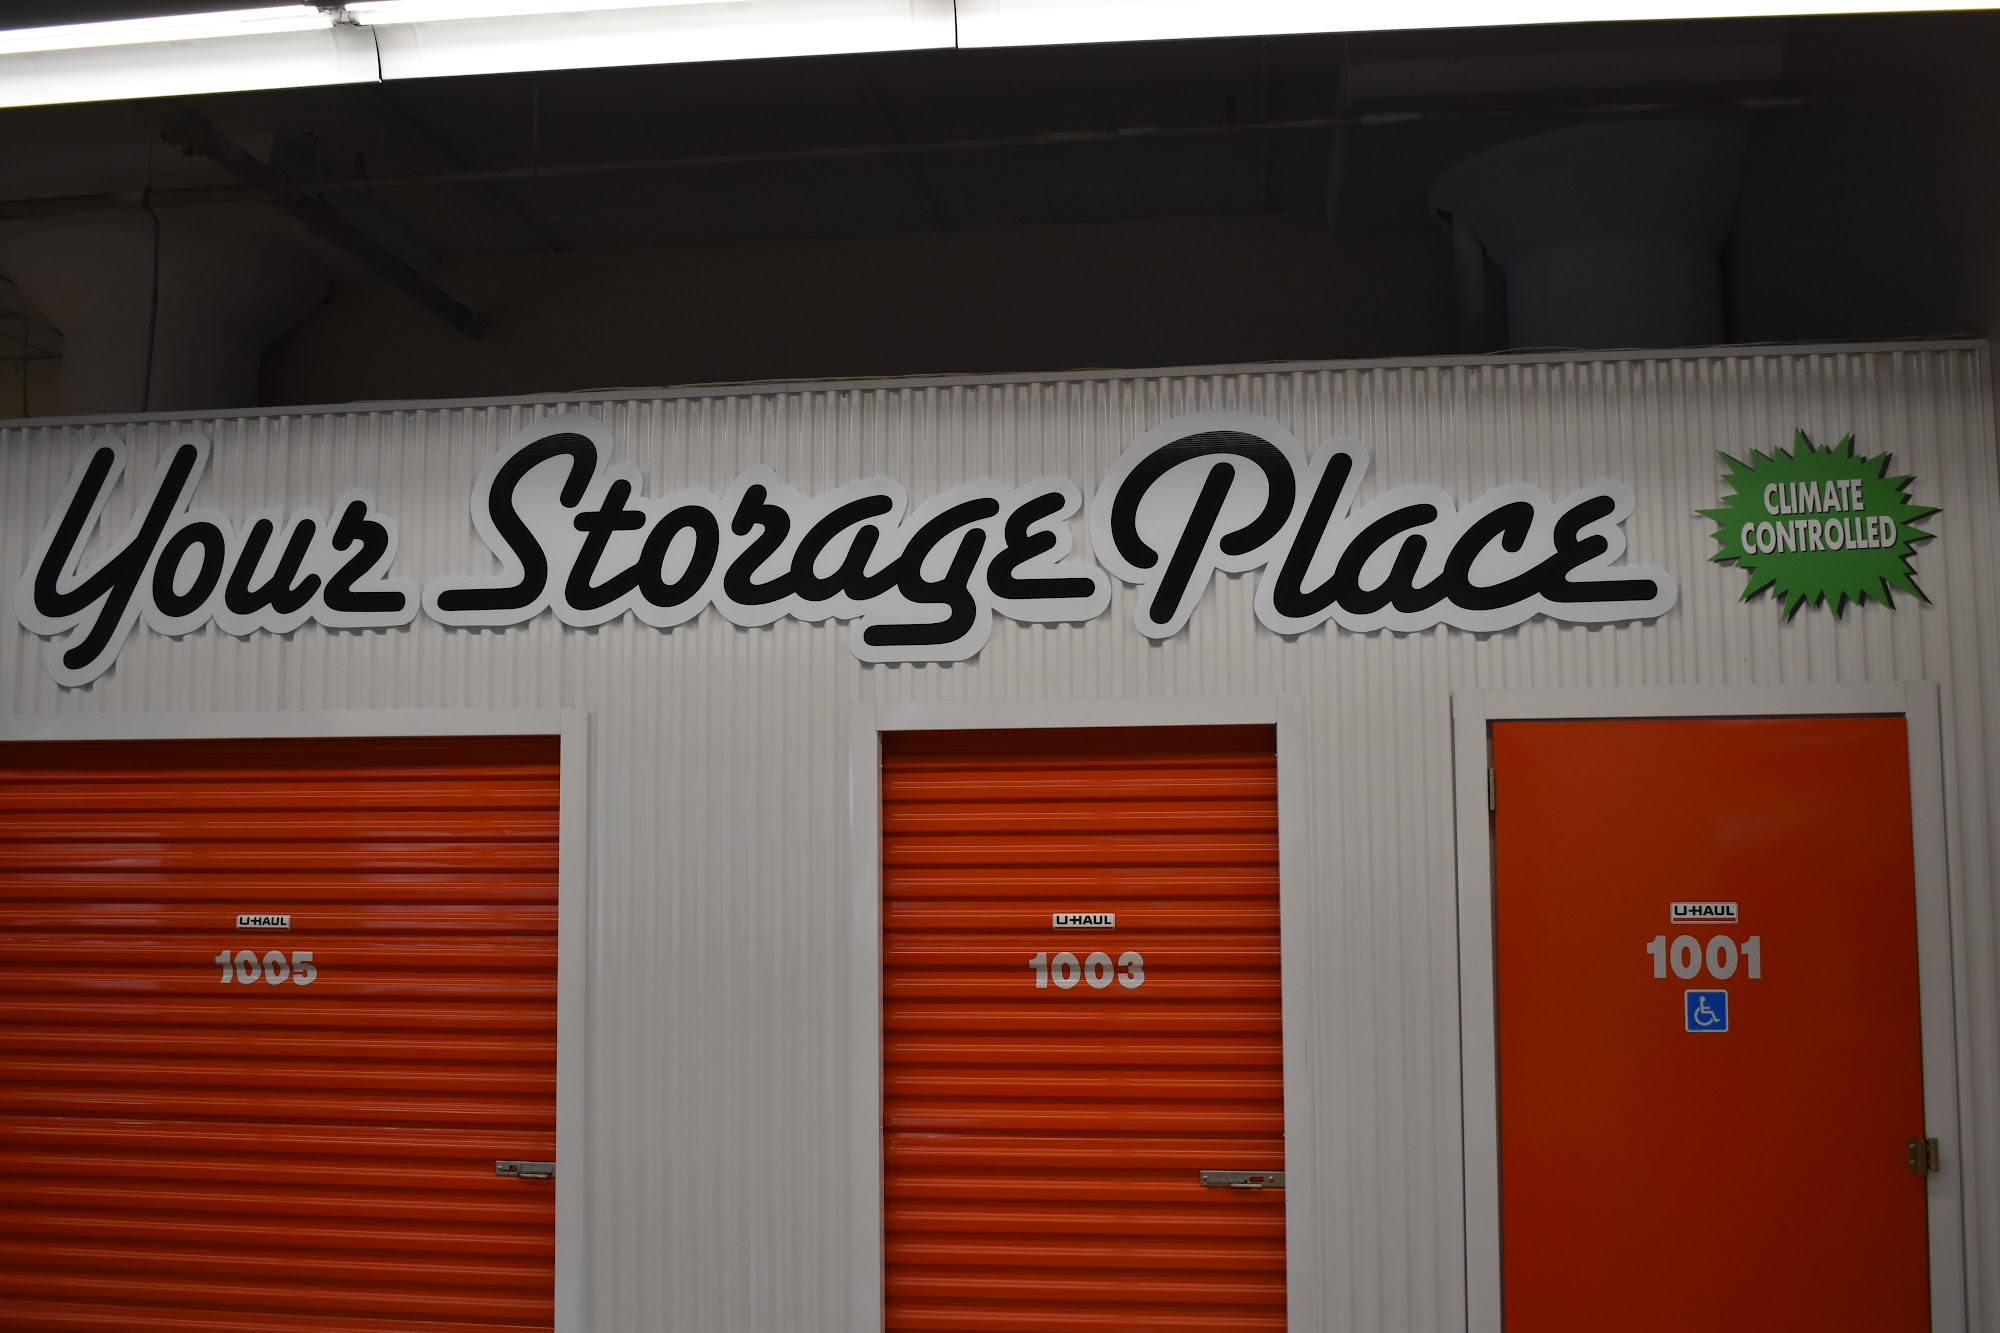 Your Storage Place
CLIMATE
CONTROLLED
U-HAUL
1005
U-HAUL
1003
U-HAUL
1001